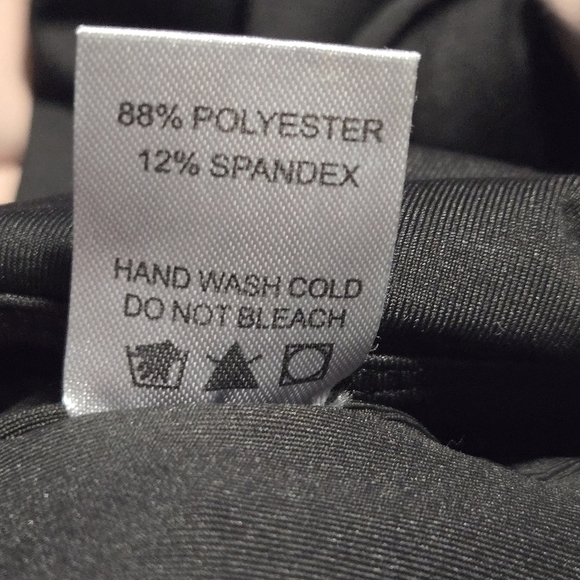 88% POLYESTER
12% SPANDEX
HAND WASH COLD
DO NOT BLEACH